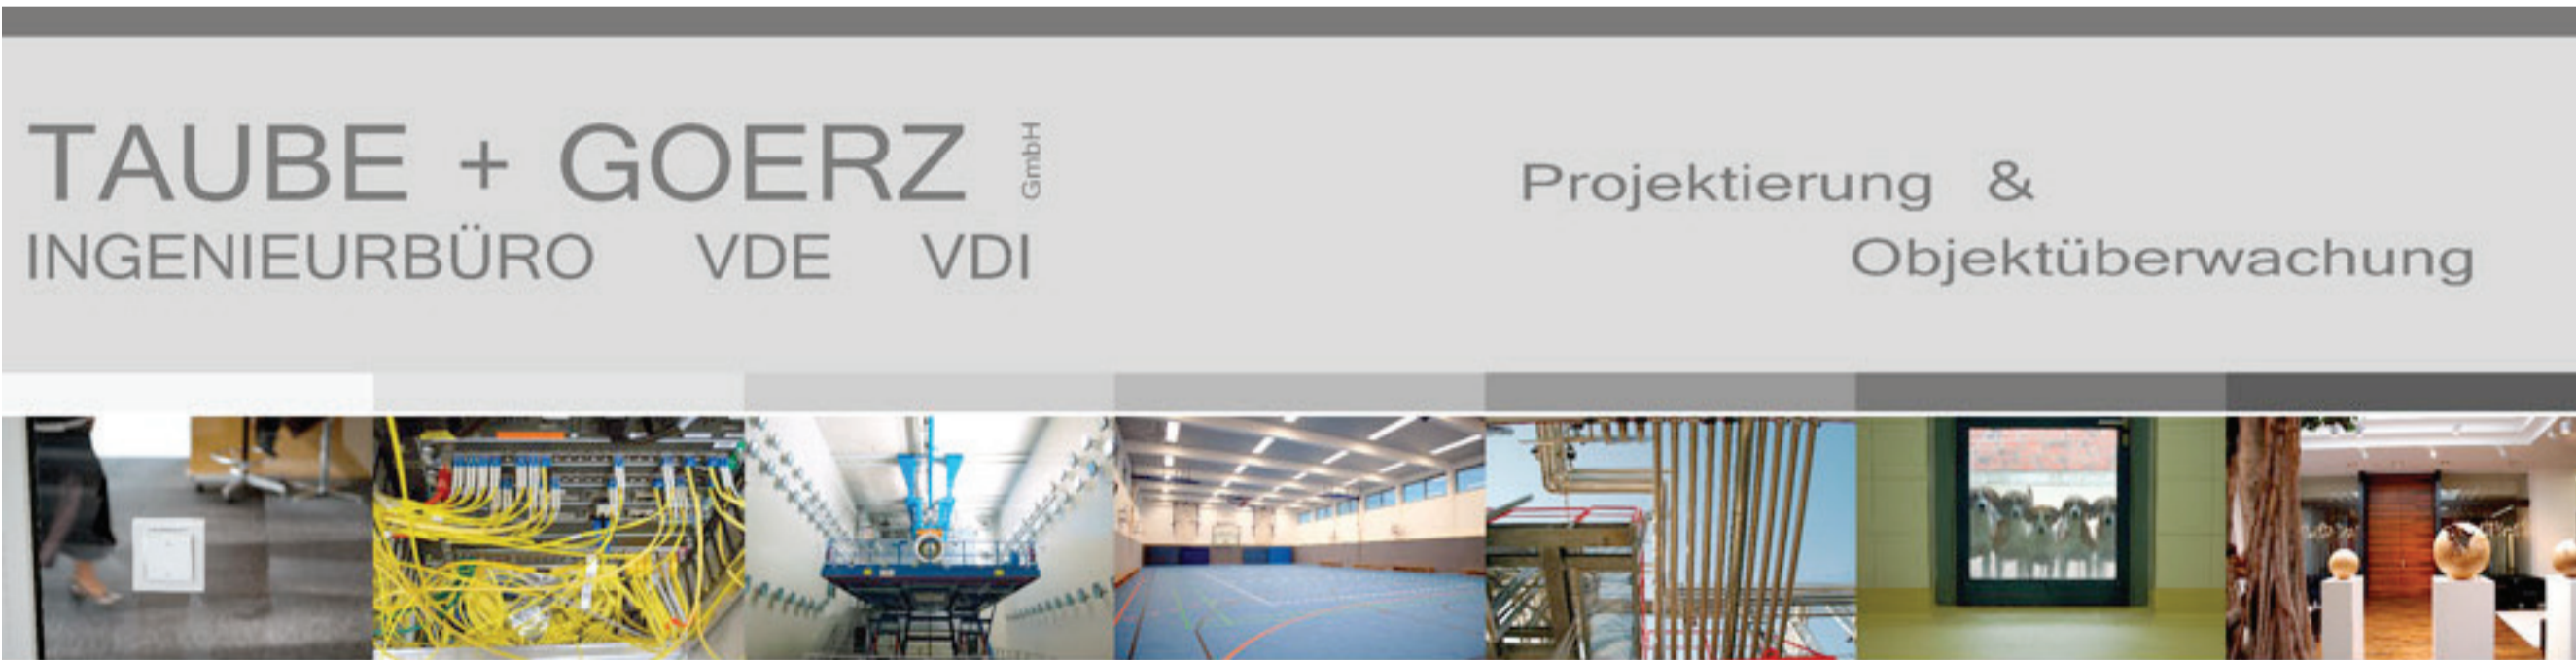 TAUBE + GOERZ GmbH
INGENIEURBÜRO VDE VDI
Projektierung &
Objektüberwachung